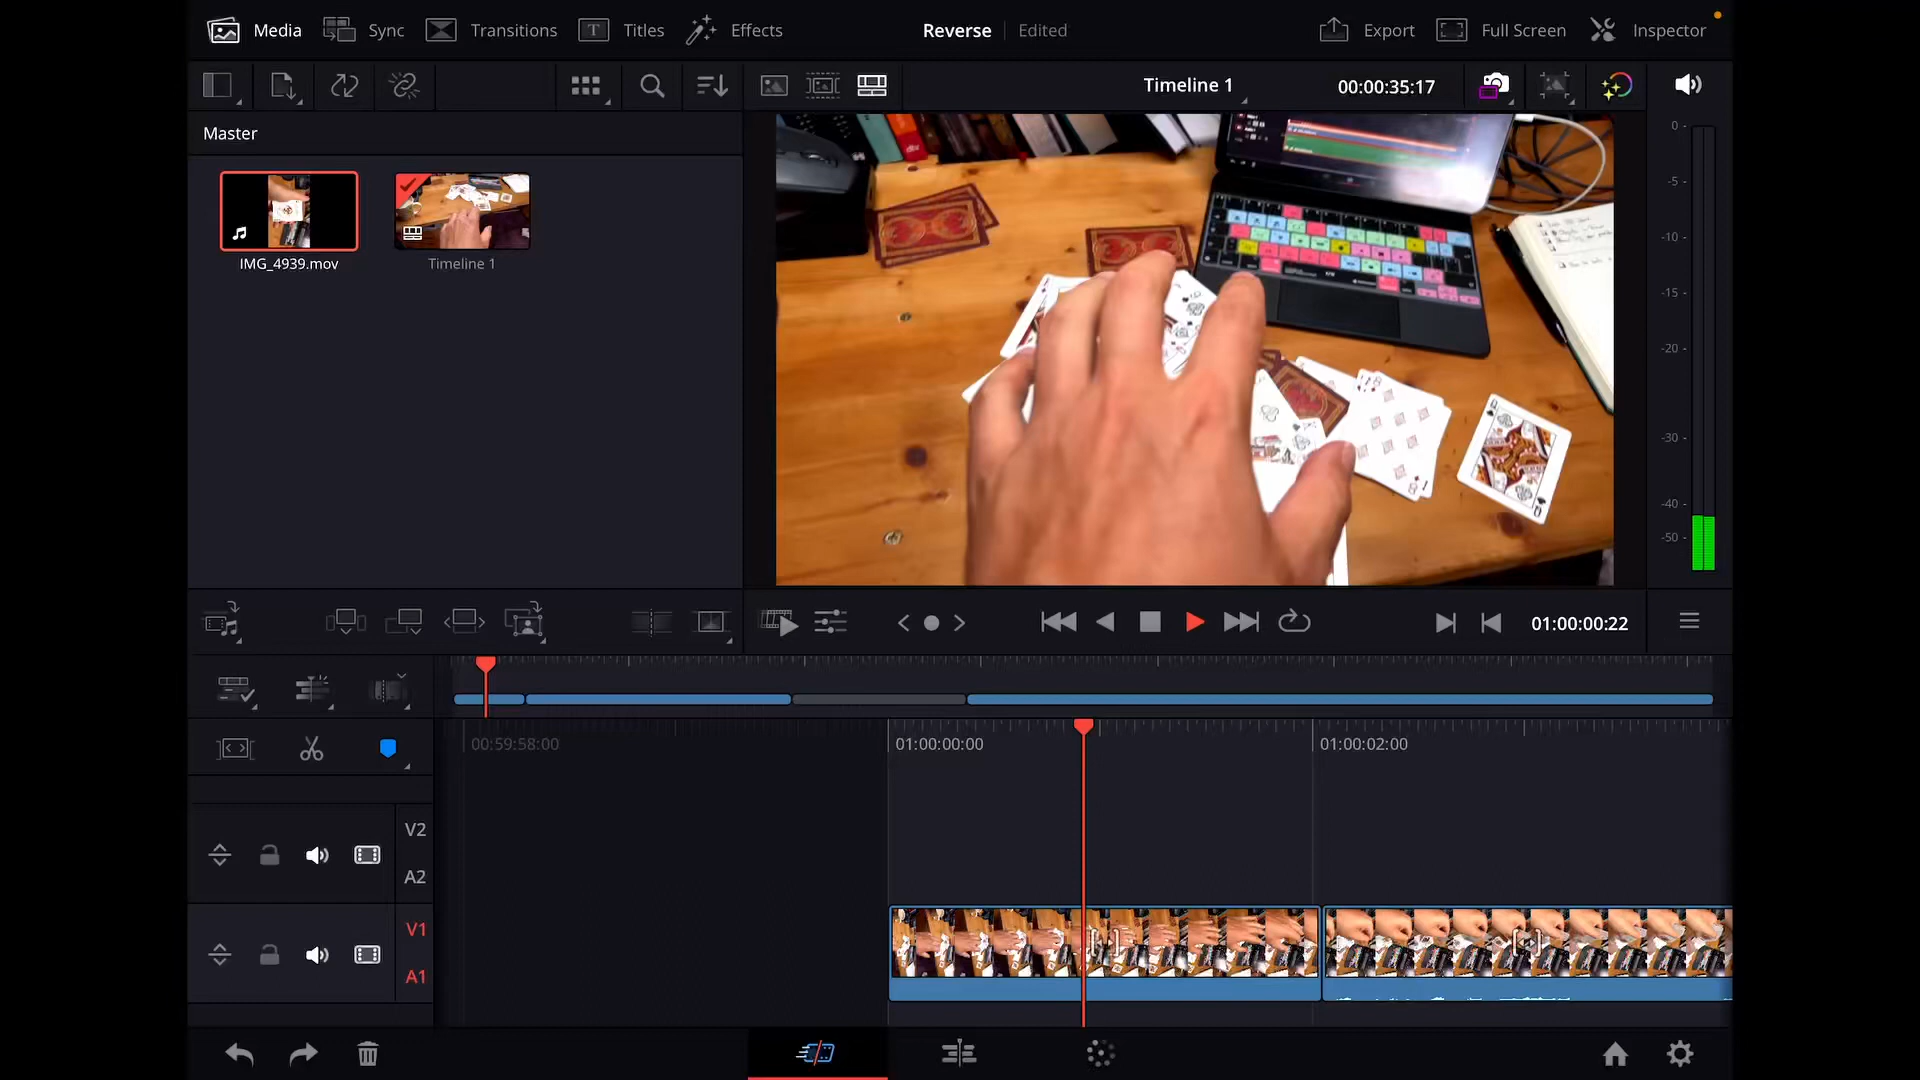 Media Sync Transitions Titles Effects Reverse Edited Export Full Screen Inspector
Timeline 1 00:00:35:17
Master
IMG_4939.mov Timeline 1
0
-5
-10
-15
-20
-30
-40
-50
01:00:00:22
00:59:58:00 01:00:00:00 01:00:02:00
V2
A2
V1
A1